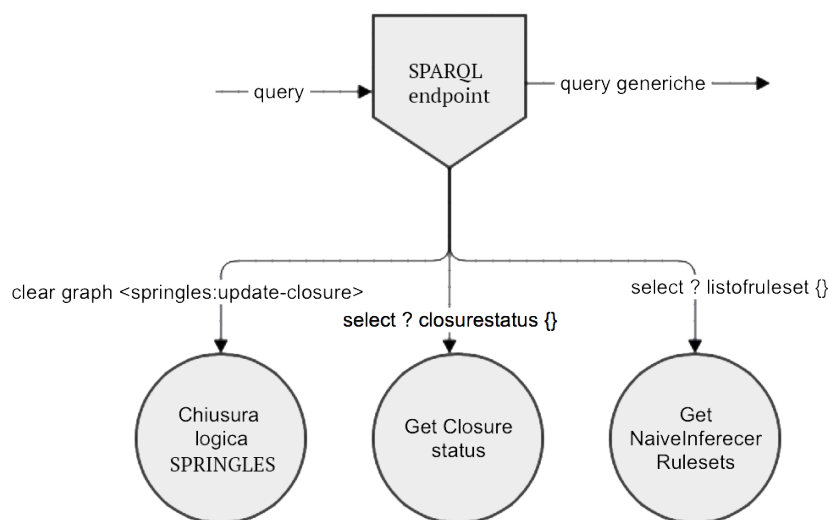 SPARQL
endpoint
query
query generiche
clear graph <springles:update-closure>
select ? closurestatus {}
select ? listofruleset {}
Chiusura
logica
SPRINGLES
Get Closure
status
Get
NaiveInferecer
Rulesets